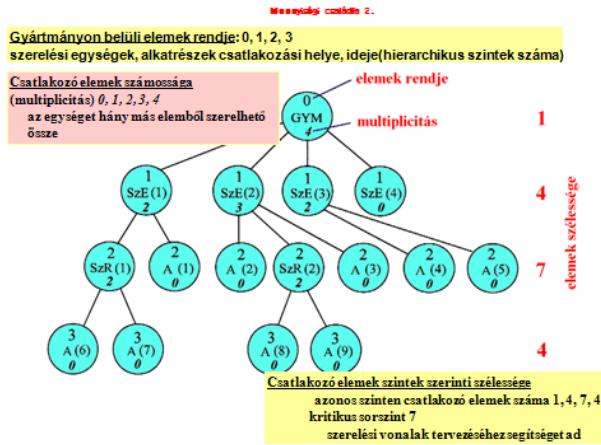 Gyártmányon belüli elemek rendje: 0, 1, 2, 3
szerelési egységek, alkatrészek csatlakozási helye, ideje(hierarchikus szintek száma)
Csatlakozó elemek számossága
(multiplicitás) 0, 1, 2, 3, 4
az egységet hány más elemből szerelhető
össze
elemek rendje
multiplicitás
0
GYM
4
1
1
SzE (1)
2
1
SzE(2)
3
1
SzE(3)
2
1
SzE(4)
0
4
2
SzR (1)
2
2
A (1)
0
2
A (2)
0
2
SzR(2)
2
2
A (3)
0
2
A (4)
0
2
A (5)
0
7
elemek szélessége
3
A (6)
0
3
A (7)
0
3
A (8)
0
3
A (9)
0
4
Csatlakozó elemek szintek szerinti szélessége
azonos szinten csatlakozó elemek száma 1, 4, 7, 4
kritikus sorszint 7
szerelési vonalak tervezéséhez segítséget ad